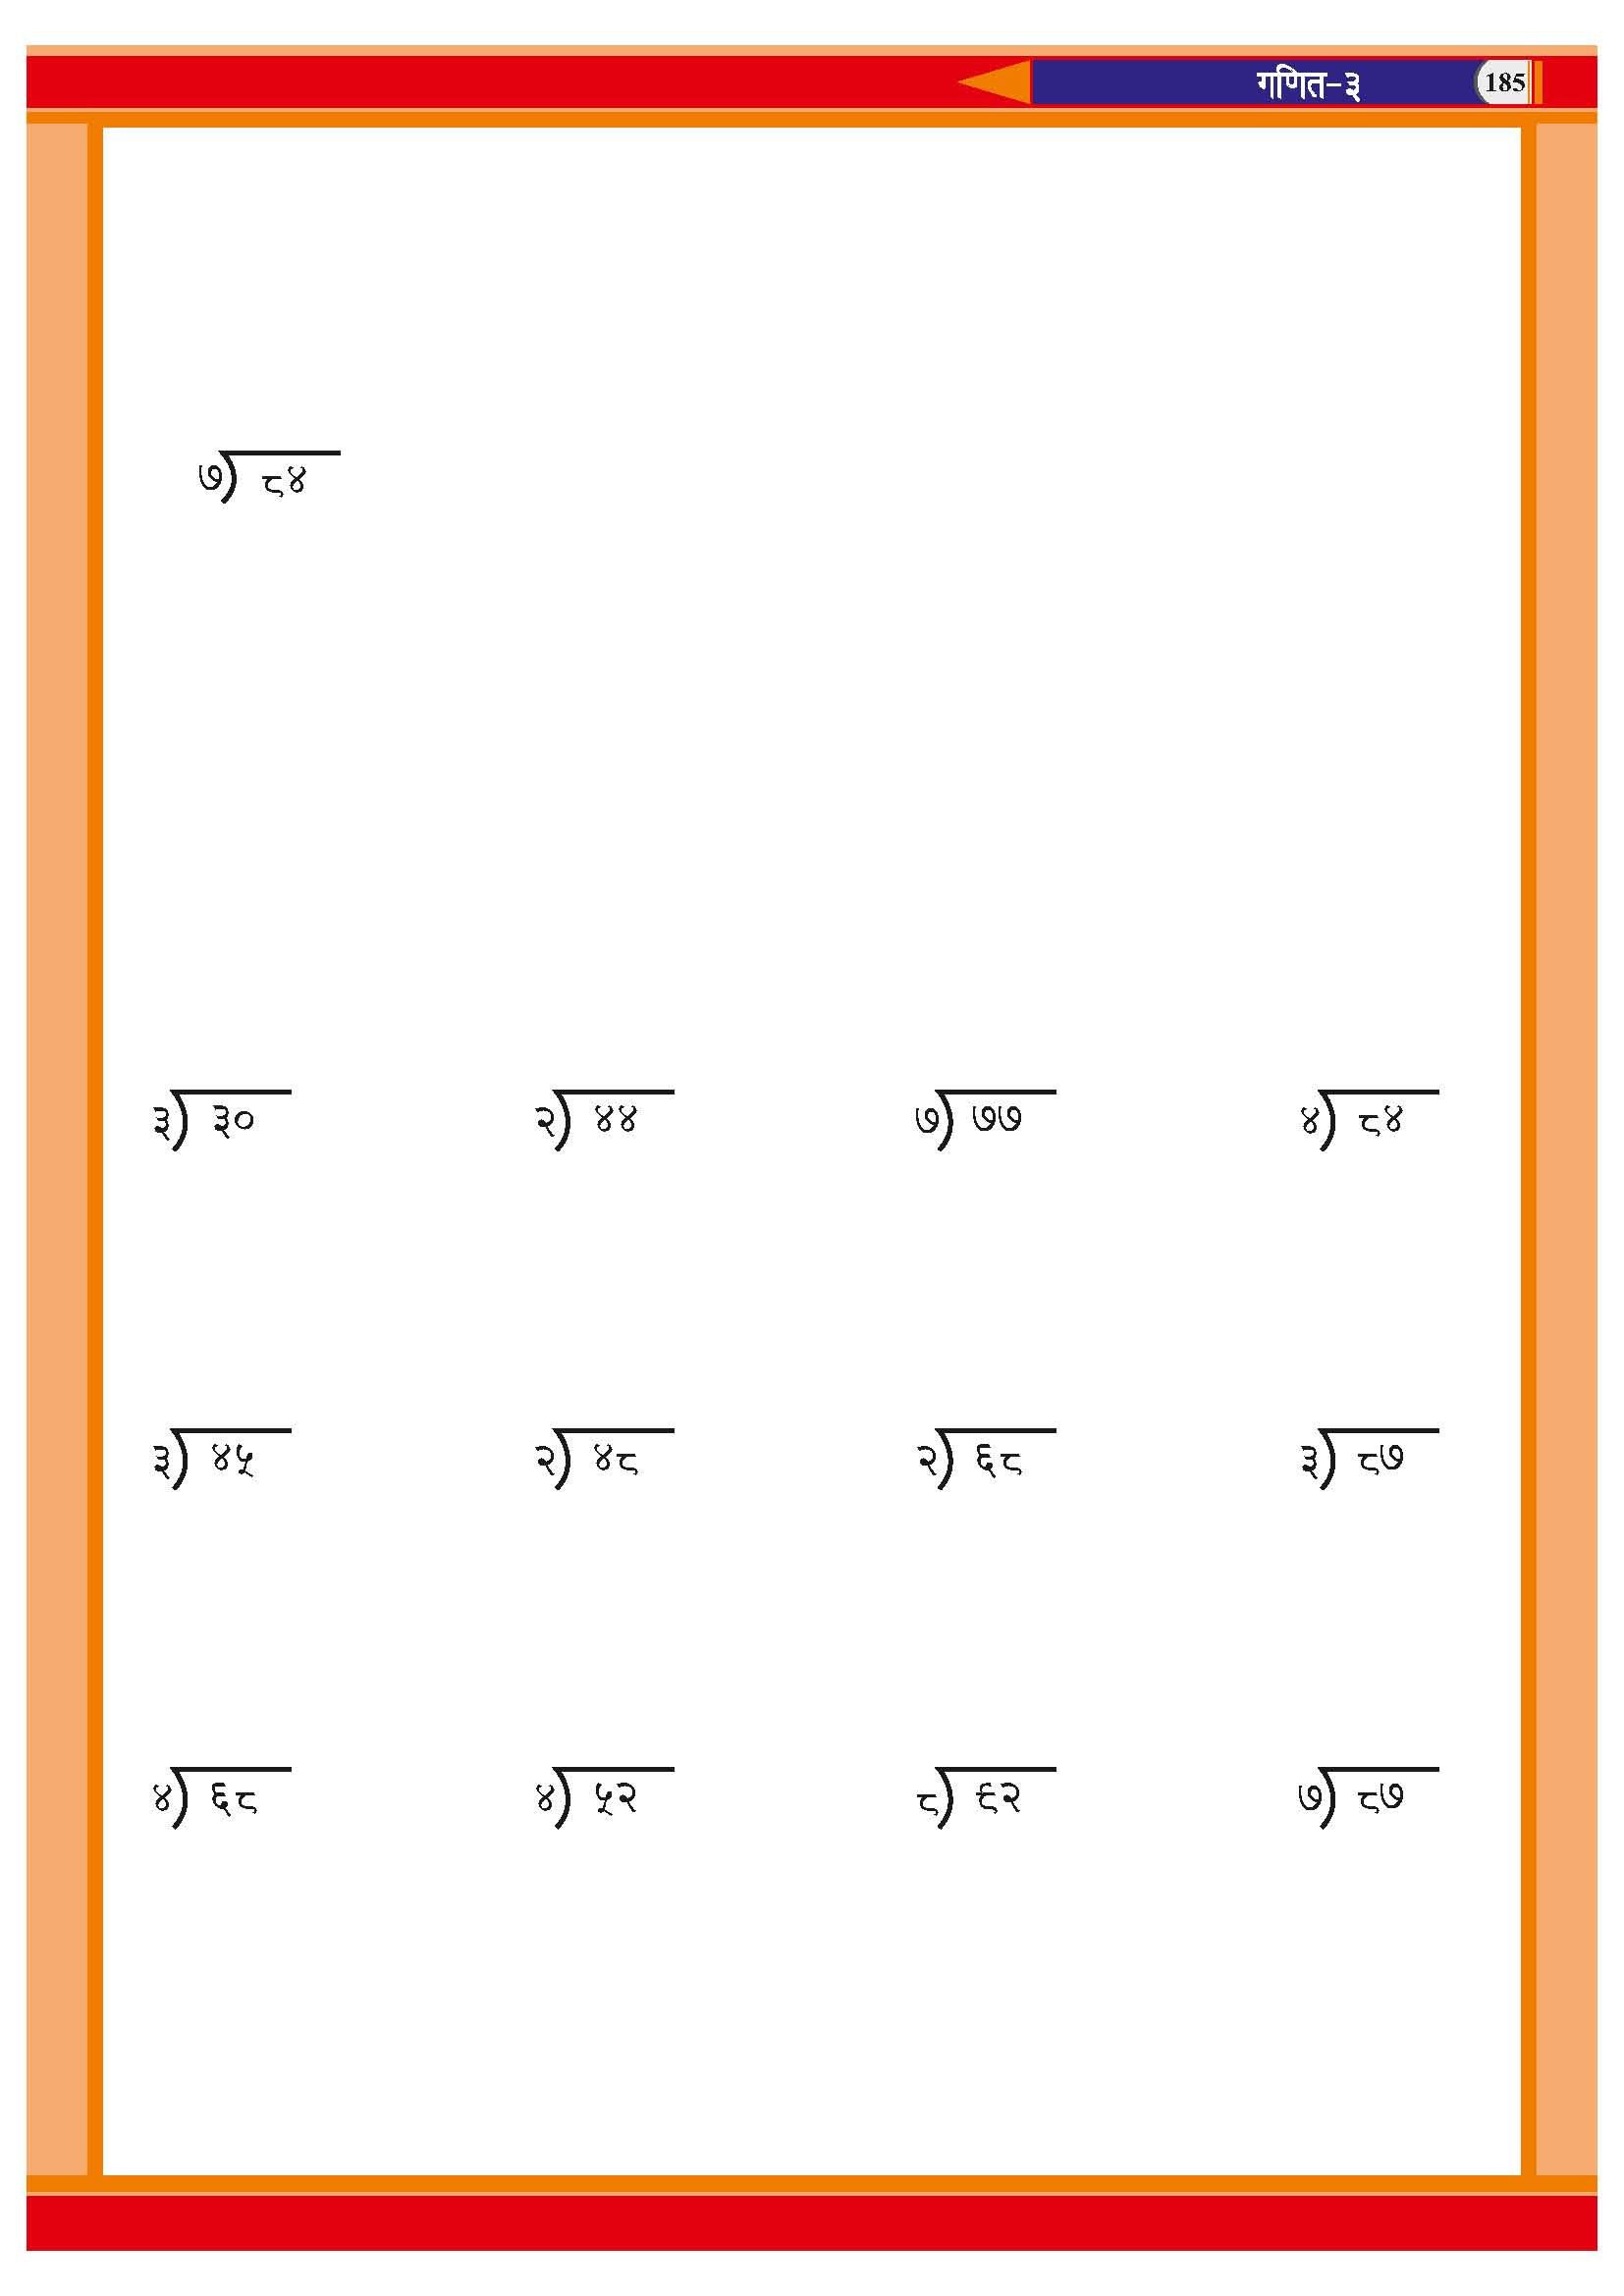 गणित-३ 185
७) ८४
३) ३० २) ४४ ७) ७७ ४) ८४
३) ४५ २) ४८ २) ६८ ३) ८७
४) ६८ ४) ५२ ८) ९२ ७) ८७